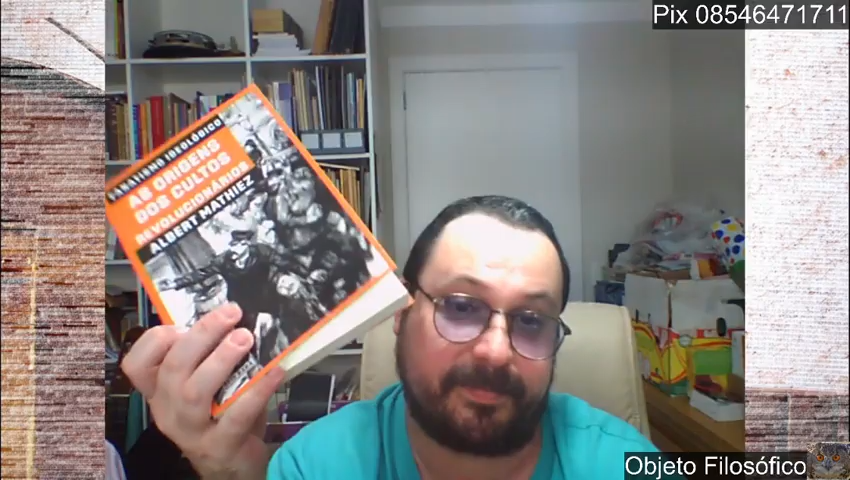 Pix 08546471711
FANATISMO IDEOLÓGICO
AS ORIGENS
DOS CULTOS
REVOLUCIONÁRIOS
ALBERT MATHIEZ
Objeto Filosófico